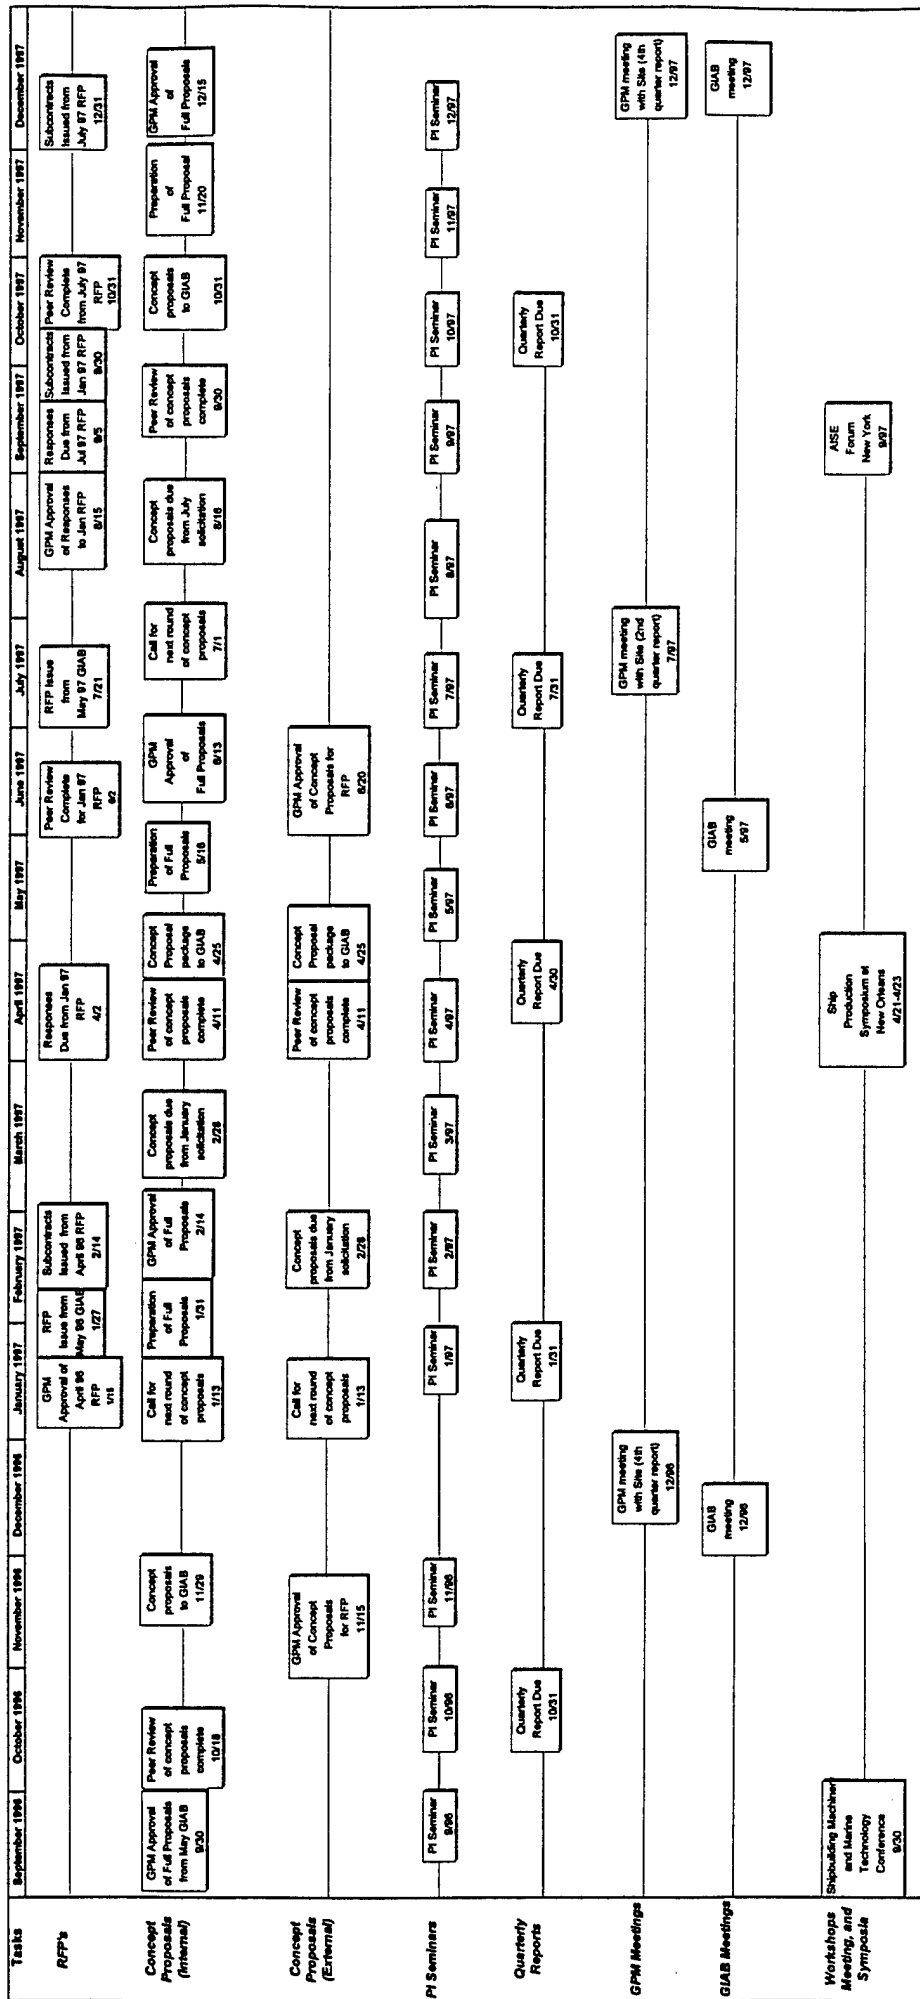 Tasks
September 1996
October 1996
November 1996
December 1996
January 1997
February 1997
March 1997
April 1997
May 1997
June 1997
July 1997
August 1997
September 1997
October 1997
November 1997
December 1997
RFP's
GPM
Approval of
April 96
RFP
RFP
Issue from
May 96 GIAB
1/27
Subcontracts
Issued from
April 96 RFP
2/14
Responses
Due from Jan 97
RFP
4/2
Peer Review
Complete
for Jan 97
RFP
6/2
RFP Issue
from
May 97 GIAB
7/21
GPM Approval
of Responses
to Jan RFP
8/15
Responses
Due from
Jul 97 RFP
9/5
Subcontracts
Issued from
Jan 97 RFP
9/30
Peer Review
Complete
from July 97
RFP
10/31
Subcontracts
Issued from
July 97 RFP
12/31
Concept
Proposals
(Internal)
GPM Approval
of Full Proposals
from May GIAB
9/30
Peer Review
of concept
proposals
complete
10/18
Concept
proposals
to GIAB
11/29
Call for
next round
of concept
proposals
1/13
Preparation
of Full
Proposals
1/31
GPM Approval
of Full
Proposals
2/14
Concept
proposals due
from January
solicitation
2/28
Peer Review
of concept
proposals
complete
4/11
Concept
Proposal
package
to GIAB
4/25
Preparation
of Full
Proposals
5/16
GPM
Approval
of
Full Proposals
6/13
Call for
next round
of concept
proposals
7/1
Concept
proposals due
from July
solicitation
8/16
Peer Review
of concept
proposals
complete
9/30
Concept
proposals
to GIAB
10/31
Preparation
of
Full Proposal
11/20
GPM Approval
of
Full Proposals
12/15
Concept
Proposals
(External)
GPM Approval
of Concept
Proposals
for RFP
11/15
Call for
next round
of concept
proposals
1/13
Concept
proposals due
from January
solicitation
2/28
Peer Review
of concept
proposals
complete
4/11
Concept
Proposal
package
to GIAB
4/25
GPM Approval
of Concept
Proposals for
RFP
6/20
PI Seminars
PI Seminar
9/96
PI Seminar
10/96
PI Seminar
11/96
PI Seminar
1/97
PI Seminar
2/97
PI Seminar
3/97
PI Seminar
4/97
PI Seminar
5/97
PI Seminar
6/97
PI Seminar
7/97
PI Seminar
8/97
PI Seminar
9/97
PI Seminar
10/97
PI Seminar
11/97
PI Seminar
12/97
Quarterly
Reports
Quarterly
Report Due
10/31
Quarterly
Report Due
1/31
Quarterly
Report Due
4/30
Quarterly
Report Due
7/31
Quarterly
Report Due
10/31
GPM Meetings
GPM meeting
with Site (4th
quarter report)
12/96
GPM meeting
with Site (2nd
quarter report)
7/97
GPM meeting
with Site (4th
quarter report)
12/97
GIAB Meetings
GIAB
meeting
12/96
GIAB
meeting
5/97
GIAB
meeting
12/97
Workshops
Meeting, and
Symposia
Shipbuilding Machinery
and Marine
Technology
Conference
9/30
Ship
Production
Symposium at
New Orleans
4/21-4/23
AISE
Forum
New York
9/97